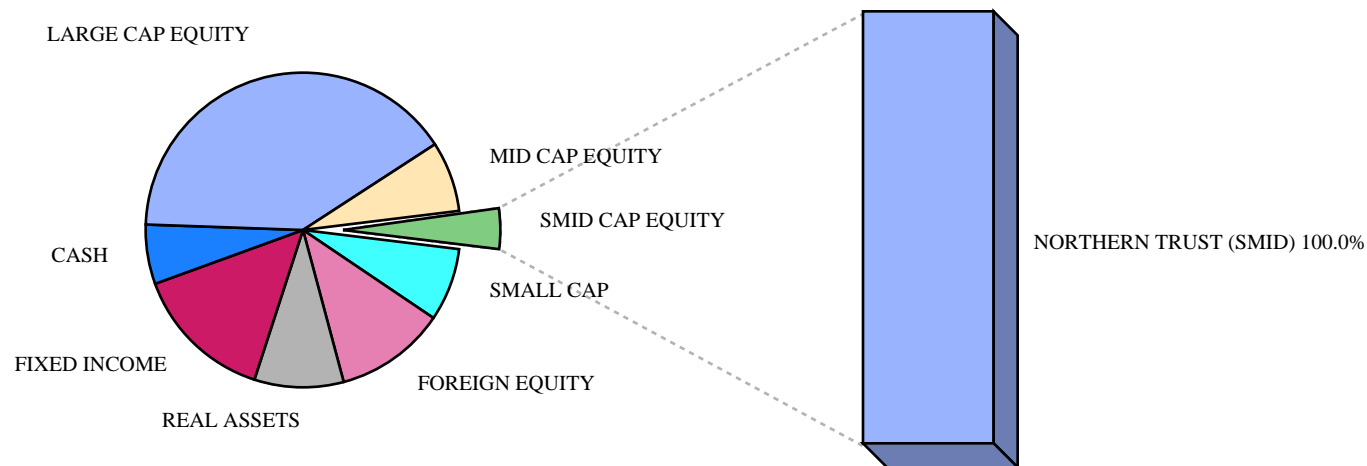 LARGE CAP EQUITY
MID CAP EQUITY
SMID CAP EQUITY
NORTHERN TRUST (SMID) 100.0%
CASH
SMALL CAP
FIXED INCOME
FOREIGN EQUITY
REAL ASSETS